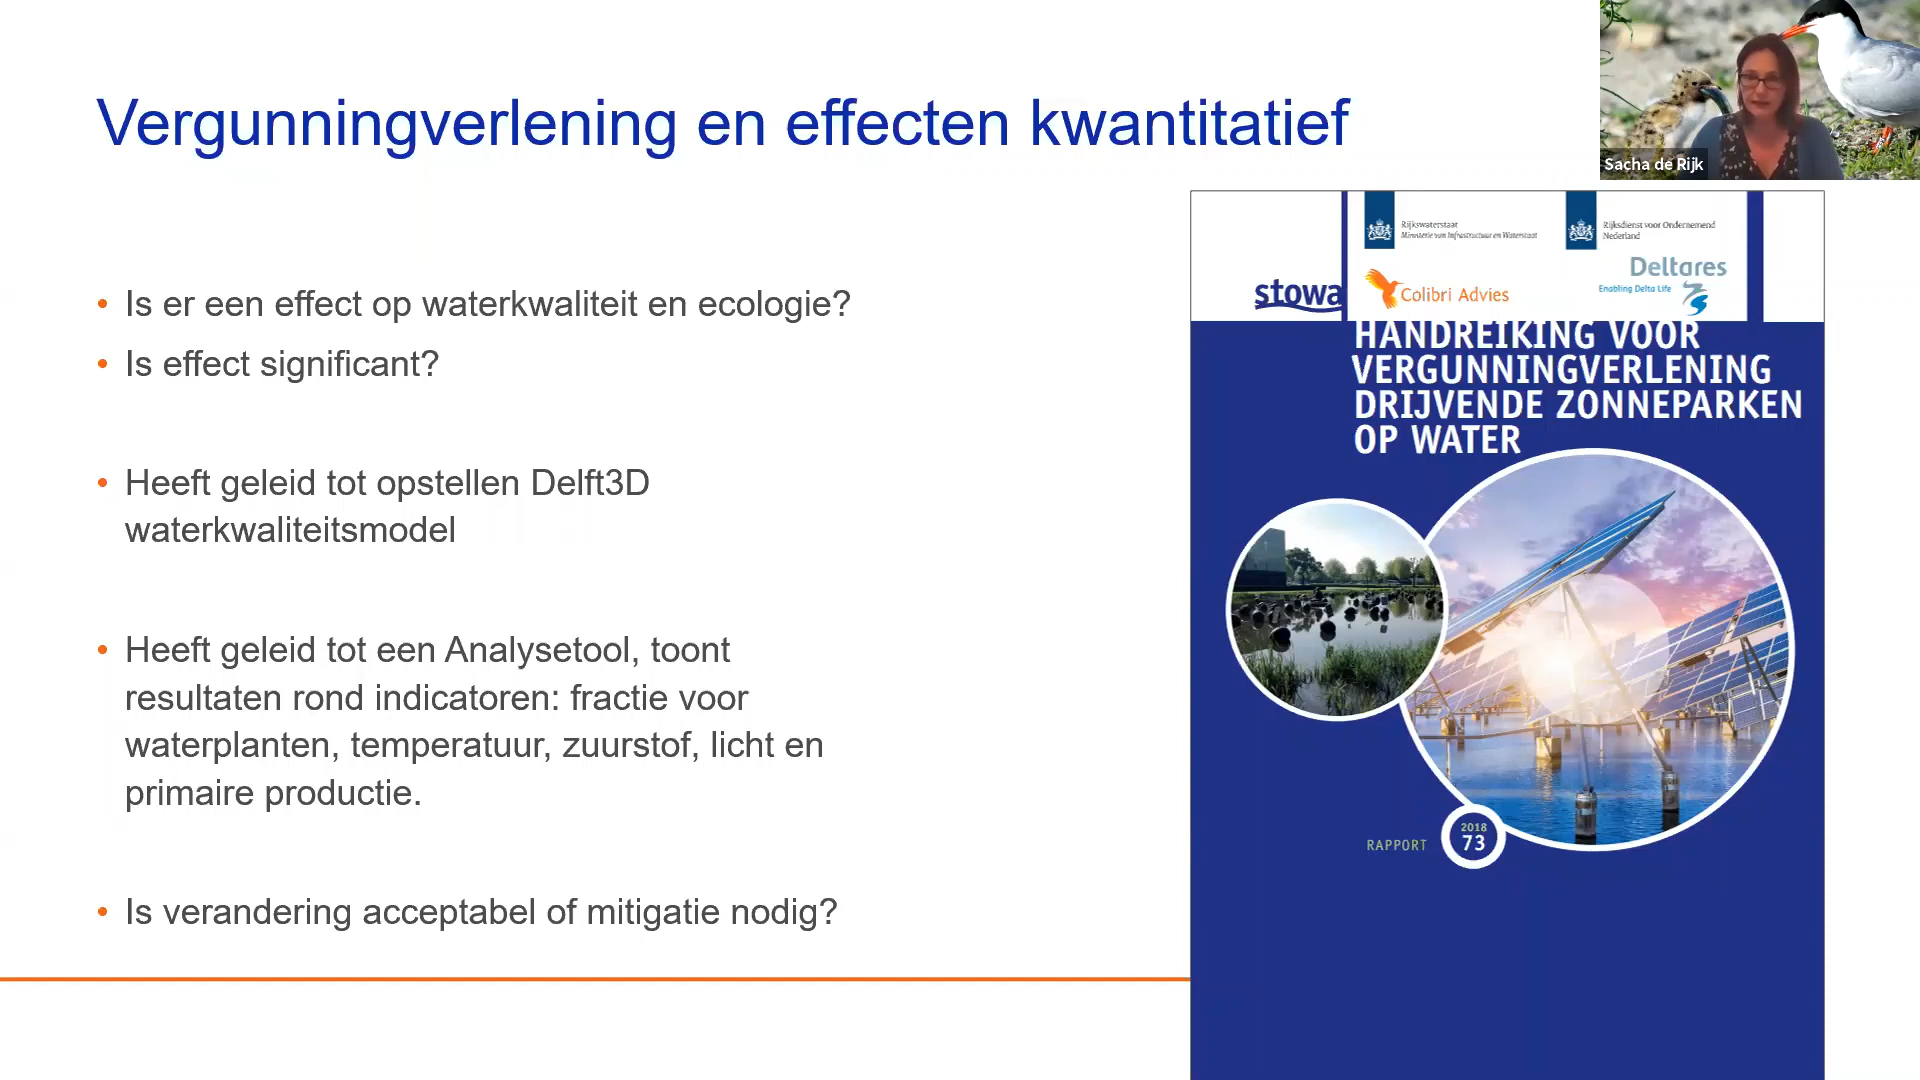 Vergunningverlening en effecten kwantitatief
Sacha de Rijk
• Is er een effect op waterkwaliteit en ecologie?
• Is effect significant?
• Heeft geleid tot opstellen Delft3D
waterkwaliteitsmodel
• Heeft geleid tot een Analysetool, toont
resultaten rond indicatoren: fractie voor
waterplanten, temperatuur, zuurstof, licht en
primaire productie.
• Is verandering acceptabel of mitigatie nodig?
Rijkswaterstaat
Ministerie van Infrastructuur en Waterstaat
Rijksdienst voor Ondernemend
Nederland
stowa
Colibri Advies
Deltares
Enabling Delta Life
HANDREIKING VOOR
VERGUNNINGVERLENING
DRIJVENDE ZONNEPARKEN
OP WATER
RAPPORT
2018
73